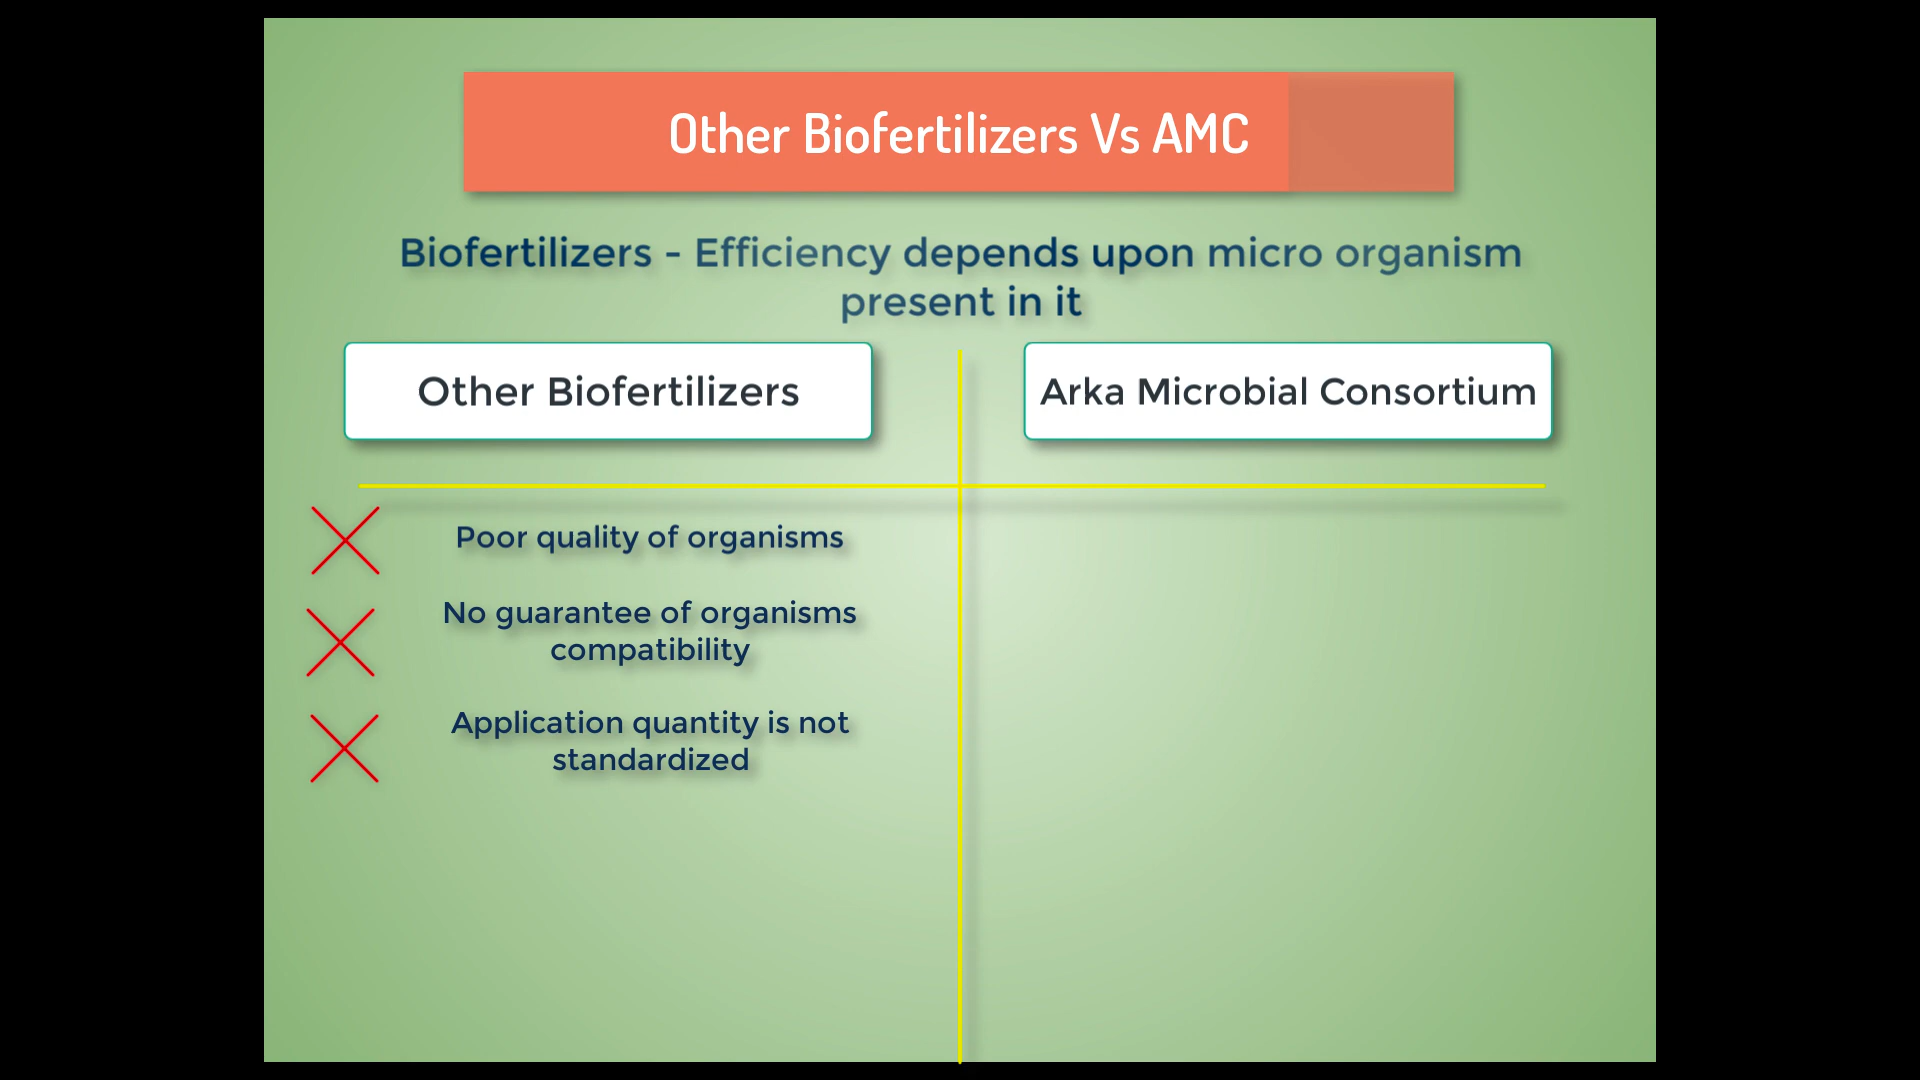 Other Biofertilizers Vs AMC
Biofertilizers - Efficiency depends upon micro organism
present in it
Other Biofertilizers
Arka Microbial Consortium
Poor quality of organisms
No guarantee of organisms
compatibility
Application quantity is not
standardized